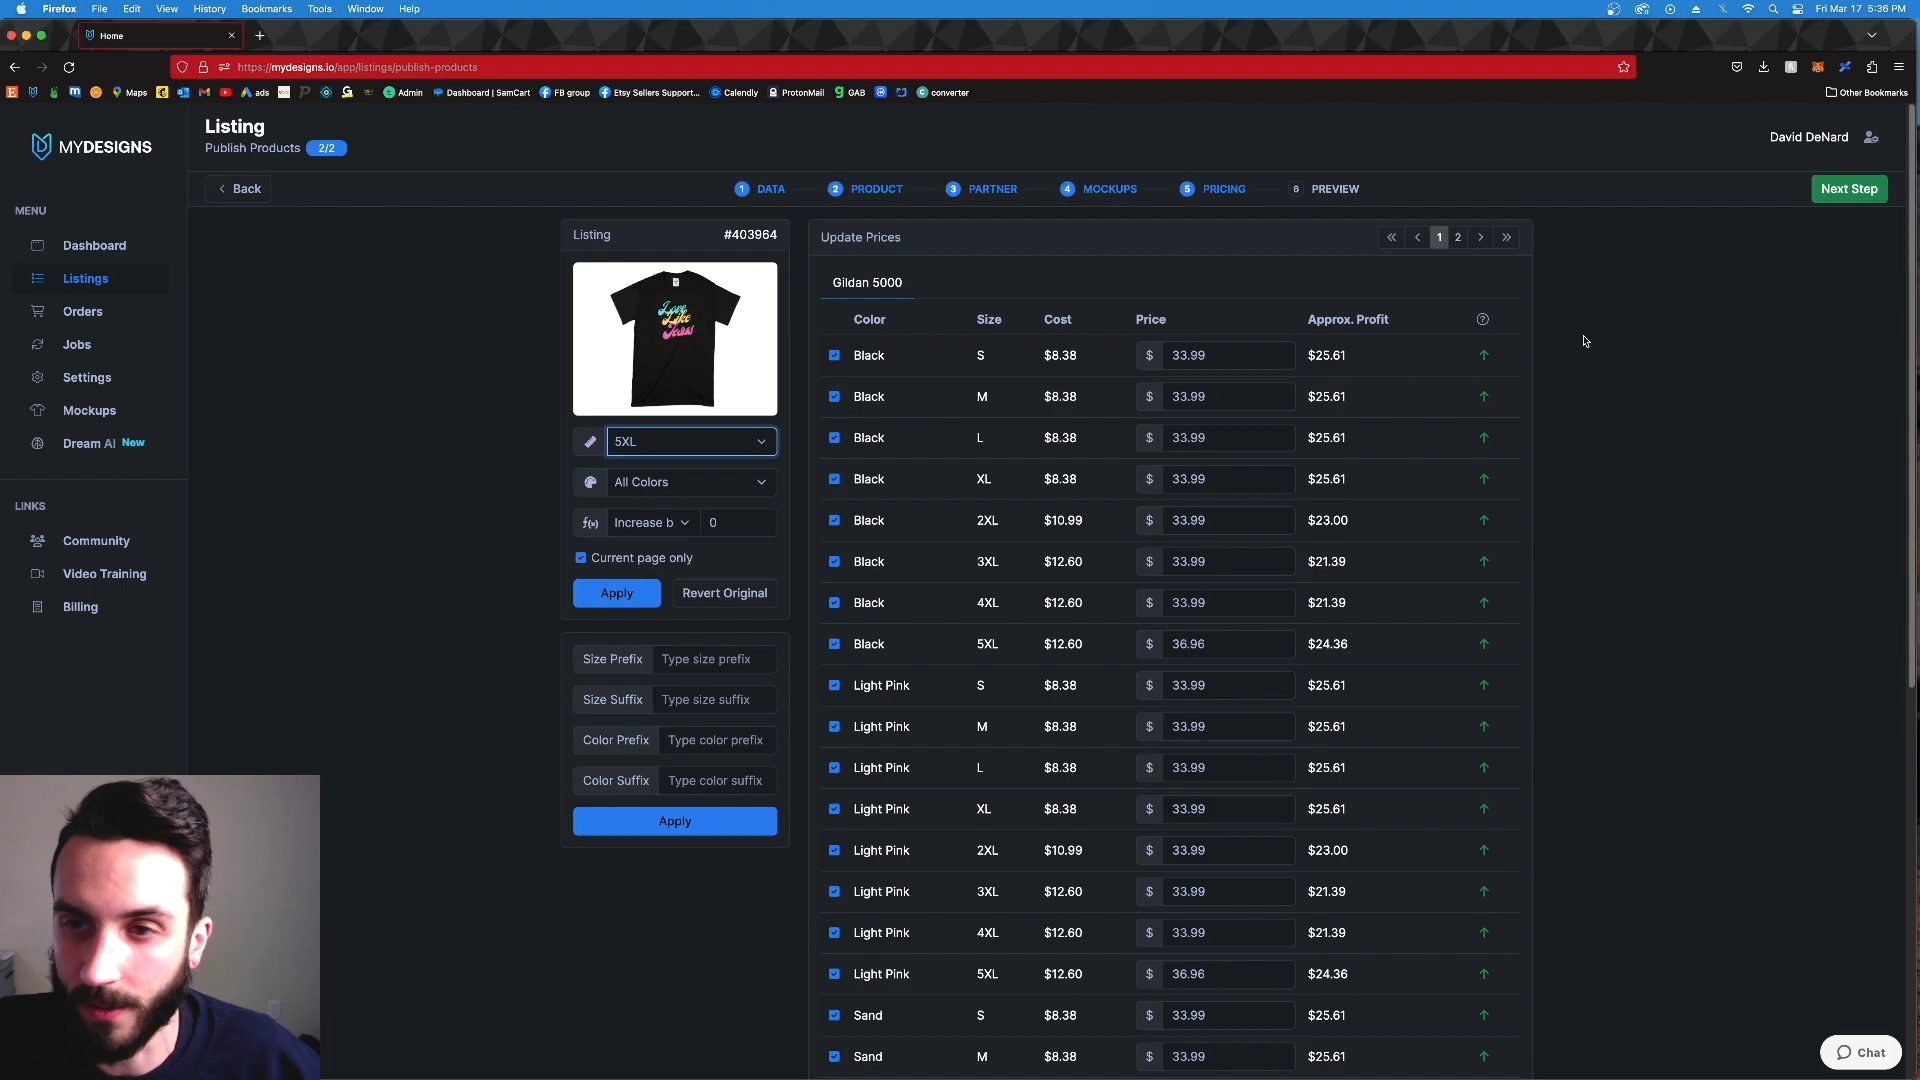 Firefox File Edit View History Bookmarks Tools Window Help Fri Mar 17 5:36 PM
Home
https://mydesigns.io/app/listings/publish-products
Maps ads Admin Dashboard | SamCart FB group Etsy Sellers Support... Calendly ProtonMail GAB converter Other Bookmarks
MYDESIGNS
Listing
Publish Products 2/2
David DeNard
Back
1 DATA 2 PRODUCT 3 PARTNER 4 MOCKUPS 5 PRICING 6 PREVIEW
Next Step
MENU
Dashboard
Listings
Orders
Jobs
Settings
Mockups
Dream AI New
LINKS
Community
Video Training
Billing
Listing #403964
Love
Like
Jesus
5XL
All Colors
f(x) Increase b 0
Current page only
Apply Revert Original
Size Prefix Type size prefix
Size Suffix Type size suffix
Color Prefix Type color prefix
Color Suffix Type color suffix
Apply
Update Prices « ‹ 1 2 › »
Gildan 5000
Color Size Cost Price Approx. Profit ?
Black S $8.38 $ 33.99 $25.61
Black M $8.38 $ 33.99 $25.61
Black L $8.38 $ 33.99 $25.61
Black XL $8.38 $ 33.99 $25.61
Black 2XL $10.99 $ 33.99 $23.00
Black 3XL $12.60 $ 33.99 $21.39
Black 4XL $12.60 $ 33.99 $21.39
Black 5XL $12.60 $ 36.96 $24.36
Light Pink S $8.38 $ 33.99 $25.61
Light Pink M $8.38 $ 33.99 $25.61
Light Pink L $8.38 $ 33.99 $25.61
Light Pink XL $8.38 $ 33.99 $25.61
Light Pink 2XL $10.99 $ 33.99 $23.00
Light Pink 3XL $12.60 $ 33.99 $21.39
Light Pink 4XL $12.60 $ 33.99 $21.39
Light Pink 5XL $12.60 $ 36.96 $24.36
Sand S $8.38 $ 33.99 $25.61
Sand M $8.38 $ 33.99 $25.61
Chat